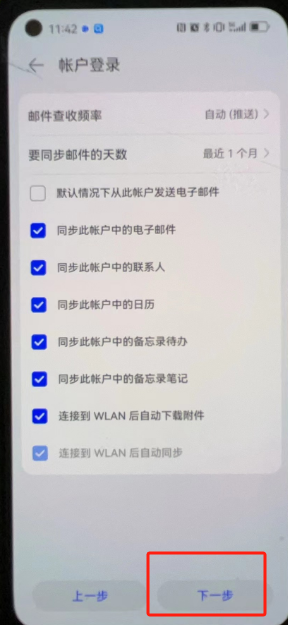 11:42
帐户登录
邮件查收频率
自动 (推送)
要同步邮件的天数
最近 1 个月
默认情况下从此帐户发送电子邮件
同步此帐户中的电子邮件
同步此帐户中的联系人
同步此帐户中的日历
同步此帐户中的备忘录待办
同步此帐户中的备忘录笔记
连接到 WLAN 后自动下载附件
连接到 WLAN 后自动同步
上一步
下一步